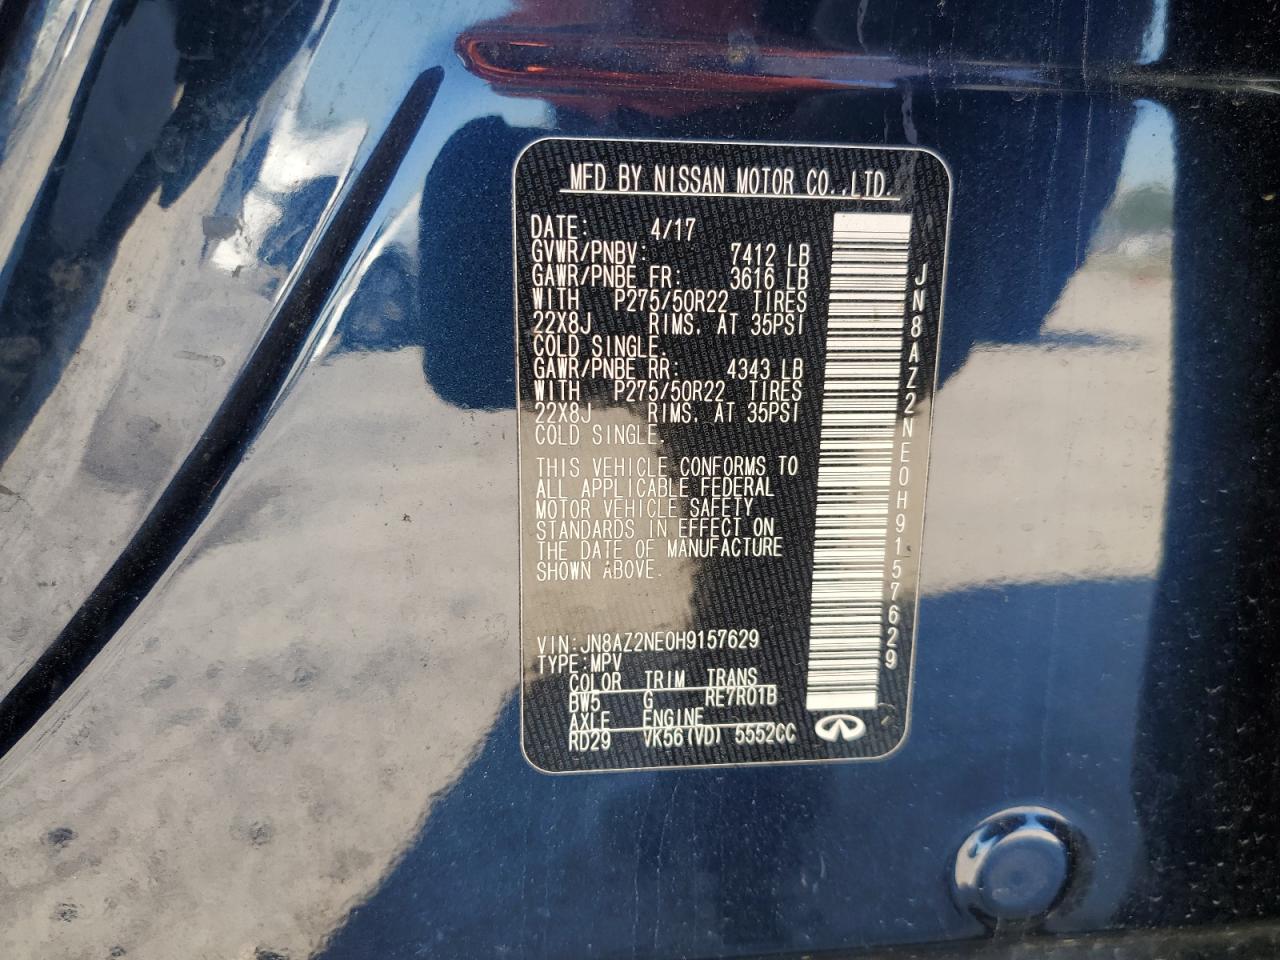 MFD BY NISSAN MOTOR CO.,LTD.
DATE: 4/17
GVWR/PNBV: 7412 LB
GAWR/PNBE FR: 3616 LB
WITH P275/50R22 TIRES
22X8J RIMS. AT 35PSI
COLD SINGLE.
GAWR/PNBE RR: 4343 LB
WITH P275/50R22 TIRES
22X8J RIMS. AT 35PSI
COLD SINGLE.
THIS VEHICLE CONFORMS TO
ALL APPLICABLE FEDERAL
MOTOR VEHICLE SAFETY
STANDARDS IN EFFECT ON
THE DATE OF MANUFACTURE
SHOWN ABOVE.
VIN:JN8AZ2NE0H9157629
TYPE:MPV
COLOR TRIM TRANS
BW5 G RE7R01B
AXLE ENGINE
RD29 VK56(VD) 5552CC
JN8AZ2NE0H9157629